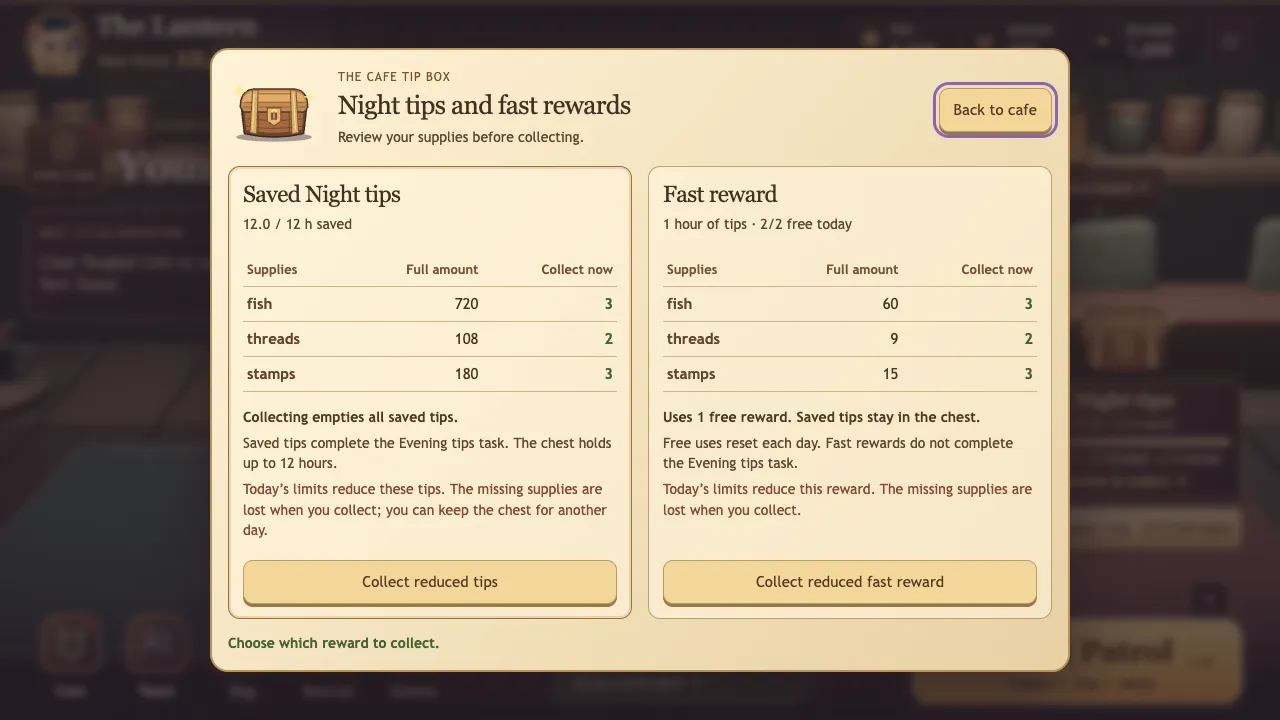 The Lantern
THE CAFE TIP BOX
Night tips and fast rewards
Review your supplies before collecting.
Back to cafe
Saved Night tips
12.0 / 12 h saved
Supplies Full amount Collect now
fish 720 3
threads 108 2
stamps 180 3
Collecting empties all saved tips.
Saved tips complete the Evening tips task. The chest holds
up to 12 hours.
Today’s limits reduce these tips. The missing supplies are
lost when you collect; you can keep the chest for another
day.
Collect reduced tips
Fast reward
1 hour of tips · 2/2 free today
Supplies Full amount Collect now
fish 60 3
threads 9 2
stamps 15 3
Uses 1 free reward. Saved tips stay in the chest.
Free uses reset each day. Fast rewards do not complete
the Evening tips task.
Today’s limits reduce this reward. The missing supplies are
lost when you collect.
Collect reduced fast reward
Choose which reward to collect.
Patrol